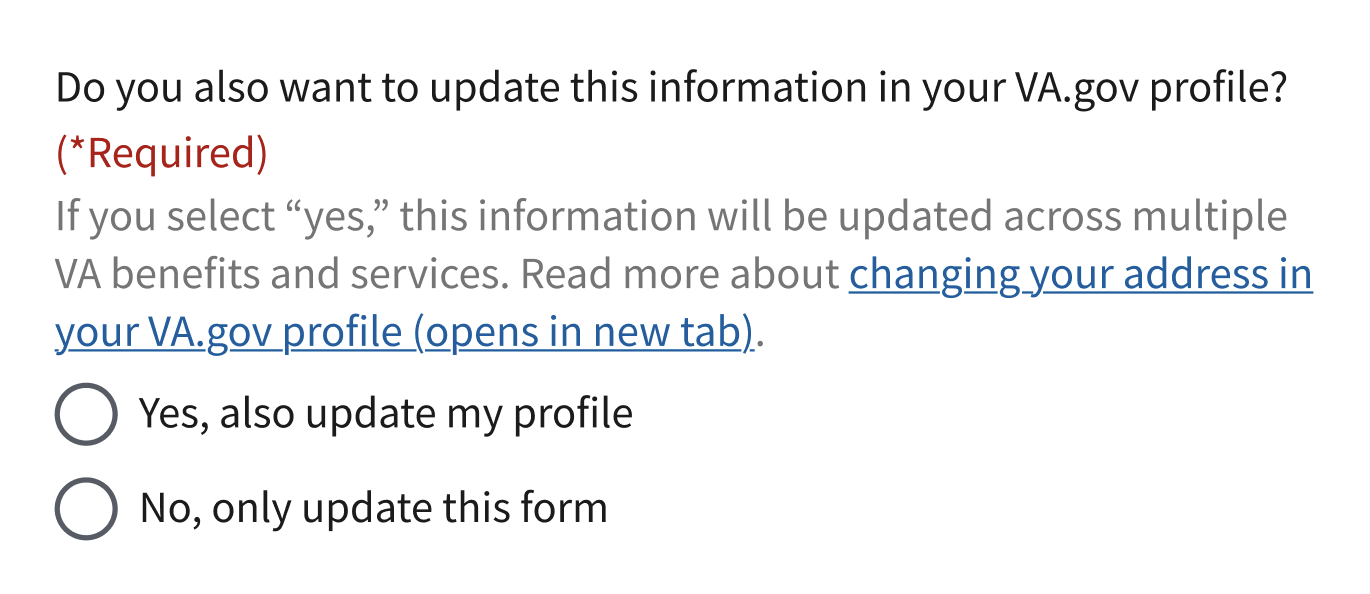 Do you also want to update this information in your VA.gov profile?
(*Required)
If you select “yes,” this information will be updated across multiple
VA benefits and services. Read more about changing your address in
your VA.gov profile (opens in new tab).
Yes, also update my profile
No, only update this form